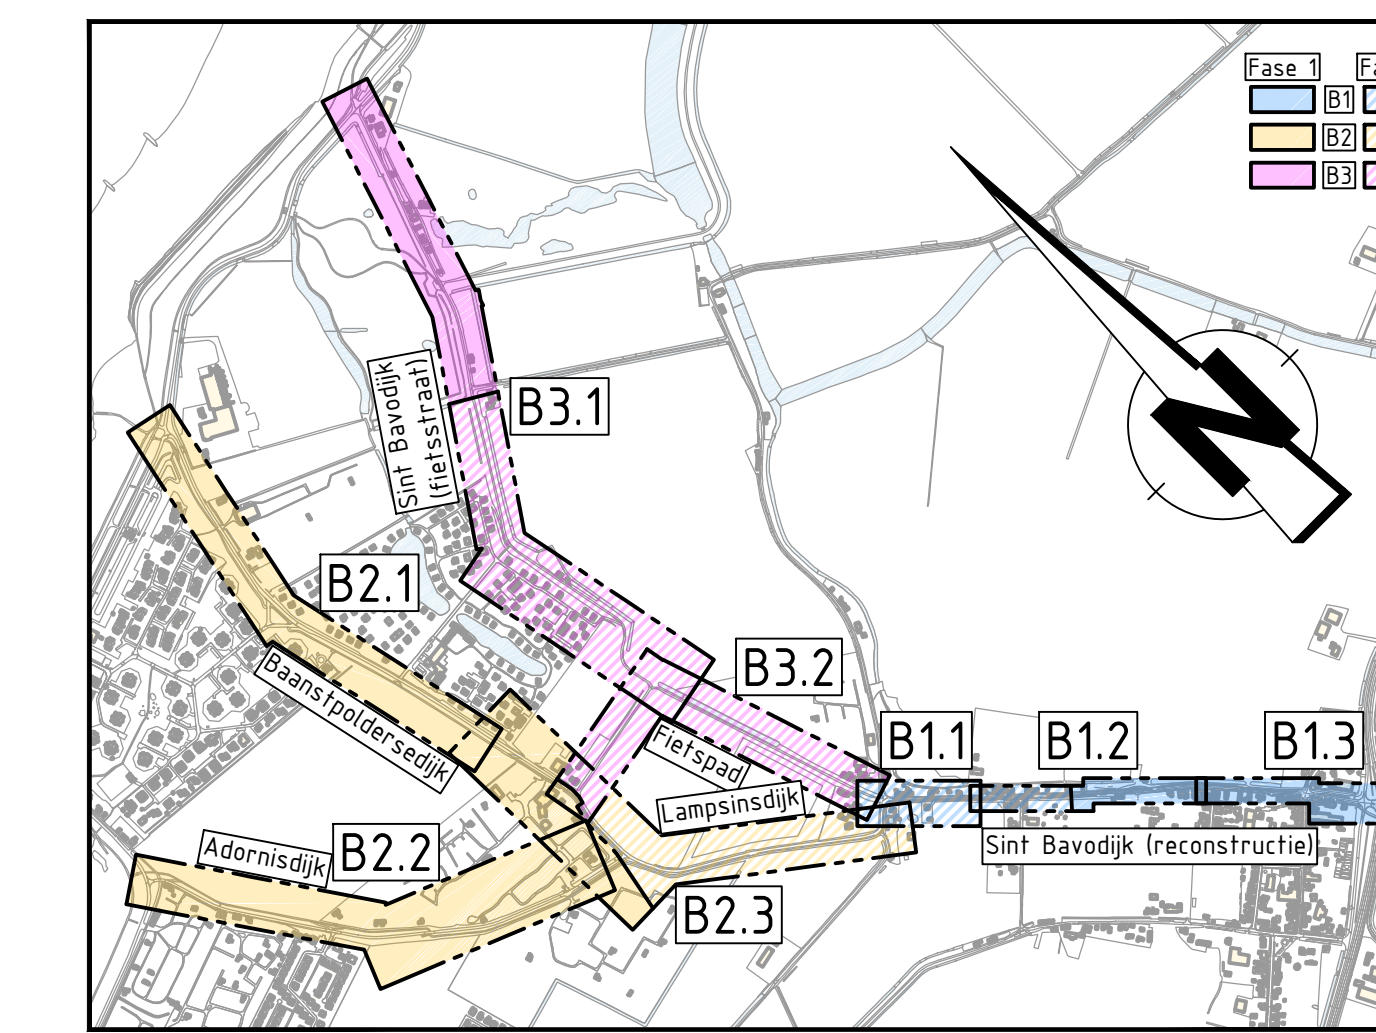 Fase 1
B1
B2
B3
Sint Bavodijk
(fietsstraat)
B3.1
B2.1
Baanstpoldersedijk
B3.2
Fietspad
Lampsinsdijk
B1.1
B1.2
B1.3
Sint Bavodijk (reconstructie)
Adornisdijk
B2.2
B2.3
N